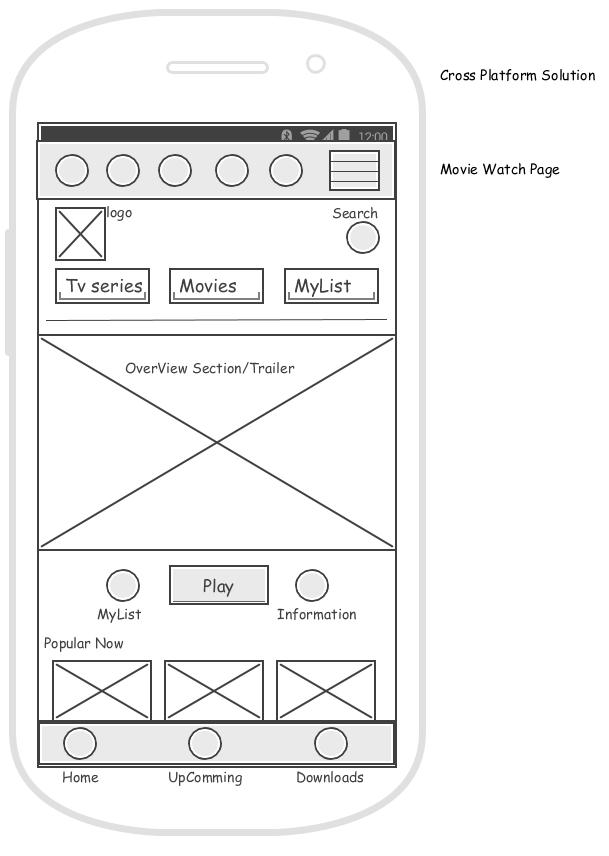 Cross Platform Solution
12:00
Movie Watch Page
logo
Search
Tv series
Movies
MyList
OverView Section/Trailer
Play
MyList
Information
Popular Now
Home
UpComming
Downloads